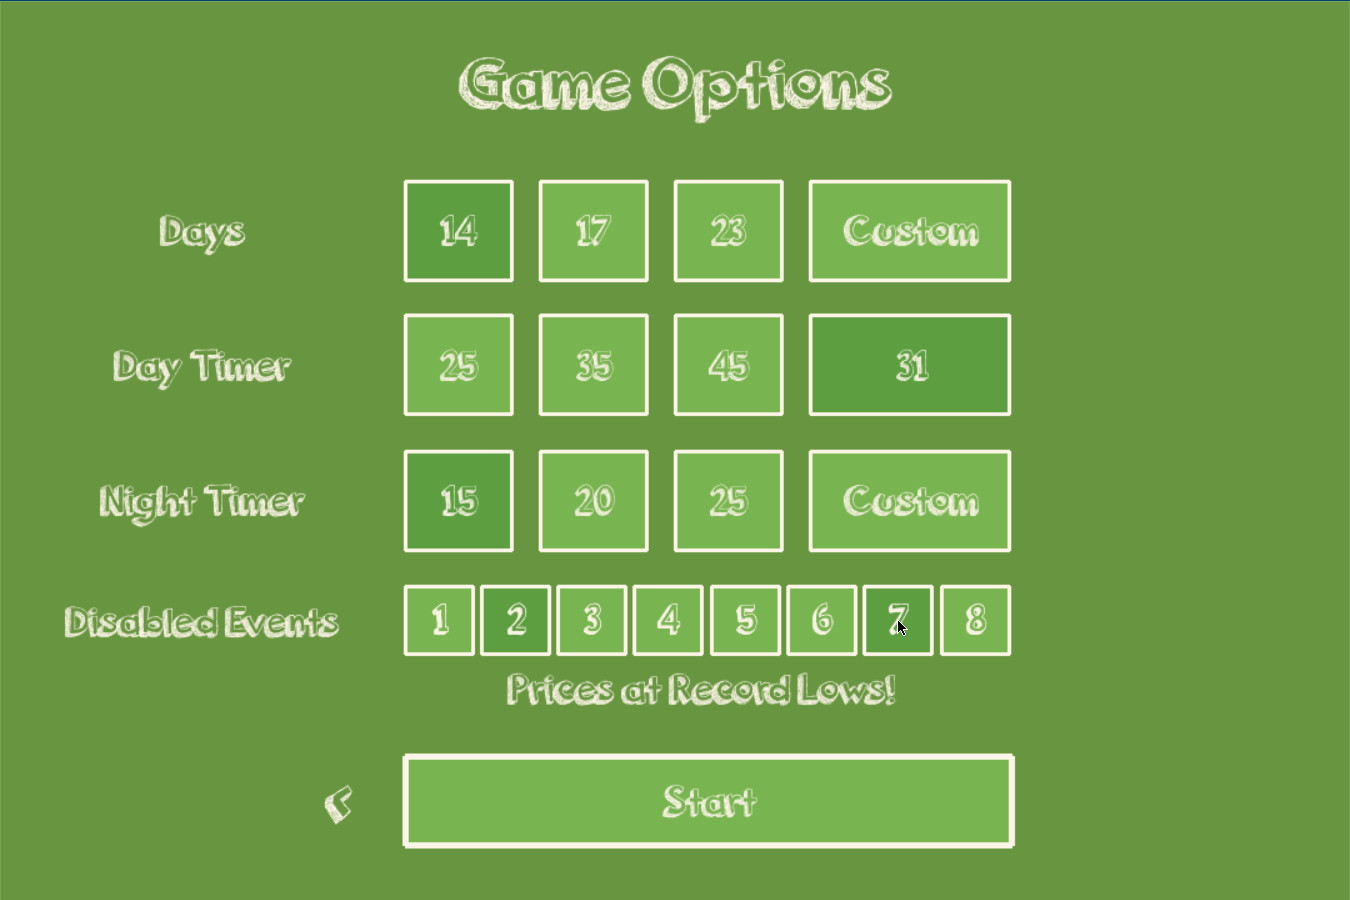 Game Options
Days 14 17 23 Custom
Day Timer 25 35 45 31
Night Timer 15 20 25 Custom
Disabled Events 1 2 3 4 5 6 7 8
Prices at Record Lows!
< Start